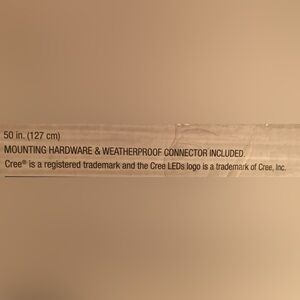 50 in. (127 cm)
MOUNTING HARDWARE & WEATHERPROOF CONNECTOR INCLUDED.
Cree® is a registered trademark and the Cree LEDs logo is a trademark of Cree, Inc.